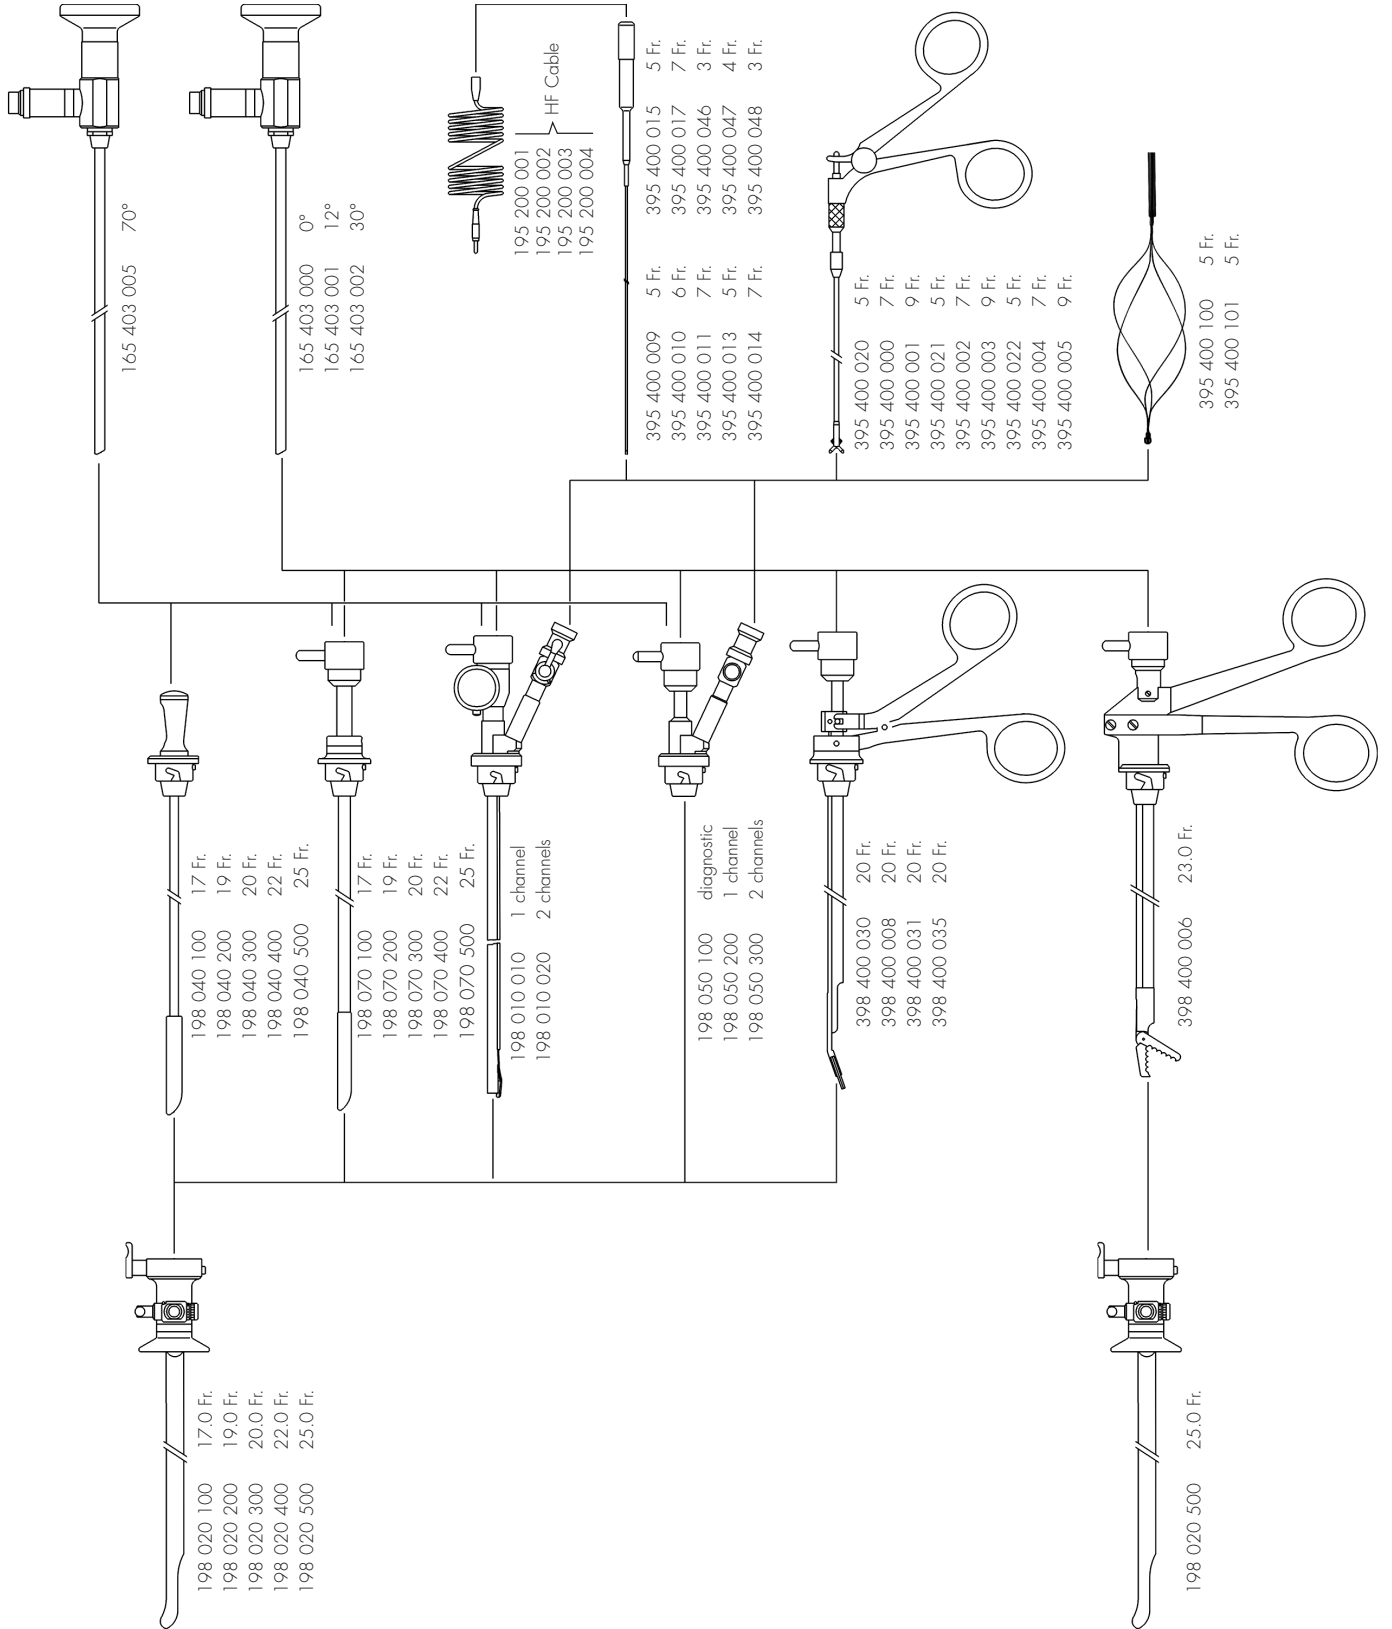 165 403 005 70°
165 403 000 0°
165 403 001 12°
165 403 002 30°
195 200 001
195 200 002
195 200 003
195 200 004
HF Cable
395 400 009 5 Fr.
395 400 010 6 Fr.
395 400 011 7 Fr.
395 400 013 5 Fr.
395 400 014 7 Fr.
395 400 015 5 Fr.
395 400 017 7 Fr.
395 400 046 3 Fr.
395 400 047 4 Fr.
395 400 048 3 Fr.
395 400 020 5 Fr.
395 400 000 7 Fr.
395 400 001 9 Fr.
395 400 021 5 Fr.
395 400 002 7 Fr.
395 400 003 9 Fr.
395 400 022 5 Fr.
395 400 004 7 Fr.
395 400 005 9 Fr.
395 400 100 5 Fr.
395 400 101 5 Fr.
198 040 100 17 Fr.
198 040 200 19 Fr.
198 040 300 20 Fr.
198 040 400 22 Fr.
198 040 500 25 Fr.
198 070 100 17 Fr.
198 070 200 19 Fr.
198 070 300 20 Fr.
198 070 400 22 Fr.
198 070 500 25 Fr.
198 010 010 1 channel
198 010 020 2 channels
198 050 100 diagnostic
198 050 200 1 channel
198 050 300 2 channels
398 400 030 20 Fr.
398 400 008 20 Fr.
398 400 031 20 Fr.
398 400 035 20 Fr.
398 400 006 23.0 Fr.
198 020 100 17.0 Fr.
198 020 200 19.0 Fr.
198 020 300 20.0 Fr.
198 020 400 22.0 Fr.
198 020 500 25.0 Fr.
198 020 500 25.0 Fr.